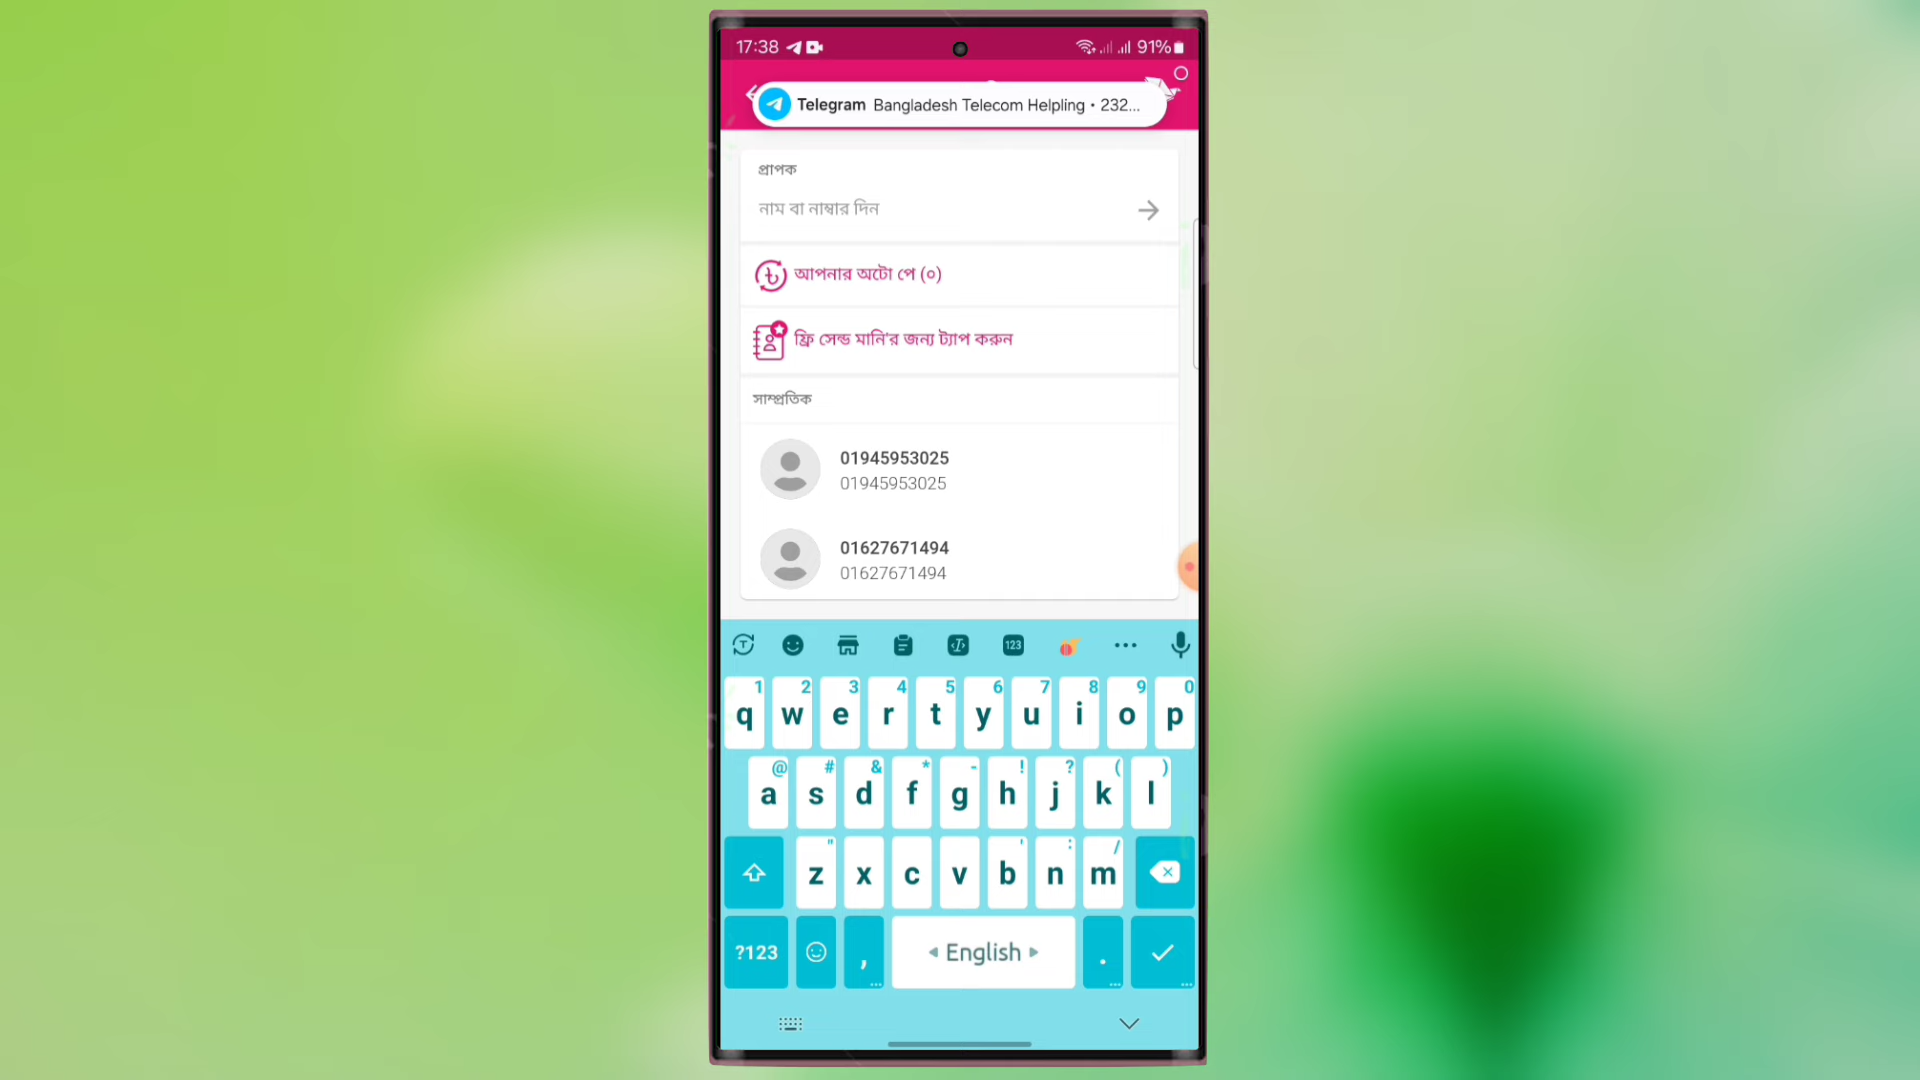 17:38
91%
Telegram Bangladesh Telecom Helpling • 232...
প্রাপক
নাম বা নাম্বার দিন
আপনার অটো পে (০)
ফ্রি সেন্ড মানি'র জন্য ট্যাপ করুন
সাম্প্রতিক
01945953025
01945953025
01627671494
01627671494
123
1 2 3 4 5 6 7 8 9 0
q w e r t y u i o p
@ # & * - ! ? ( )
a s d f g h j k l
" ' : /
z x c v b n m
?123 , English .